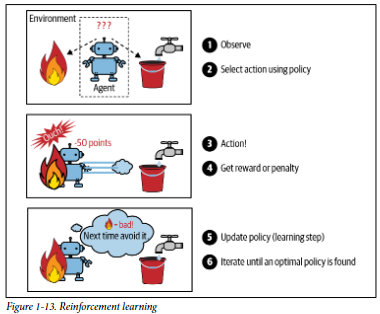 Environment
???
Agent
1 Observe
2 Select action using policy
Ouch!
-50 points
3 Action!
4 Get reward or penalty
= bad!
Next time avoid it.
5 Update policy (learning step)
6 Iterate until an optimal policy is found
Figure 1-13. Reinforcement learning